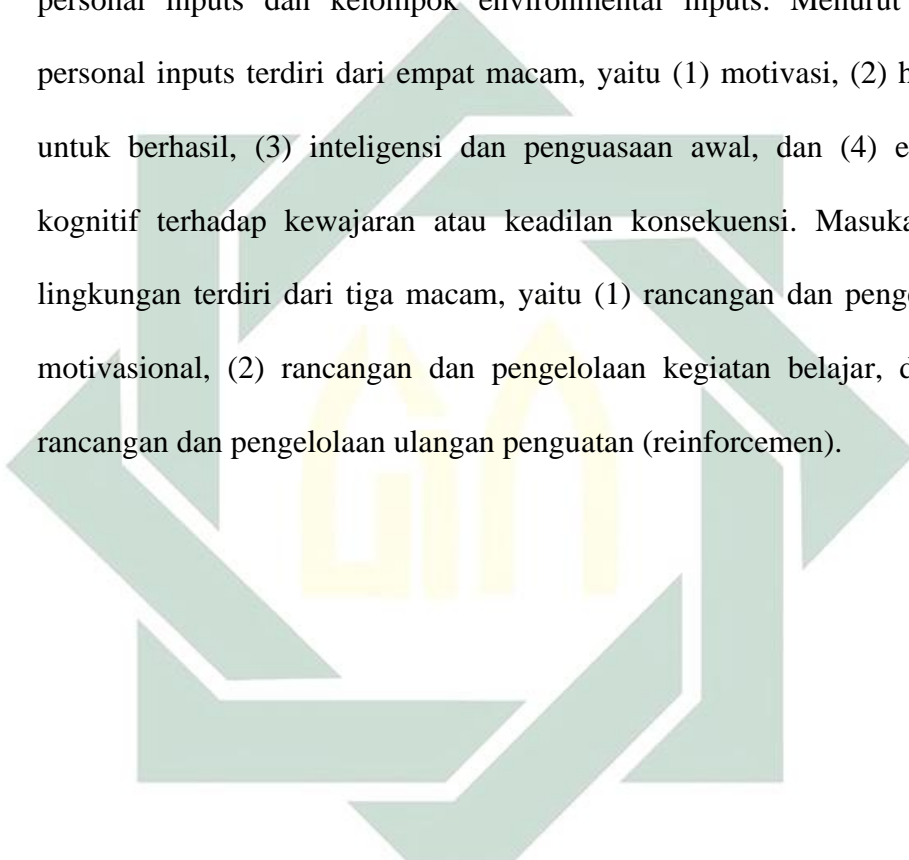 personal inputs dan kelompok environmental inputs. Menurut
personal inputs terdiri dari empat macam, yaitu (1) motivasi, (2)
untuk berhasil, (3) inteligensi dan penguasaan awal, dan (4)
kognitif terhadap kewajaran atau keadilan konsekuensi.
lingkungan terdiri dari tiga macam, yaitu (1) rancangan dan
motivasional, (2) rancangan dan pengelolaan kegiatan belajar,
rancangan dan pengelolaan ulangan penguatan (reinforcemen).